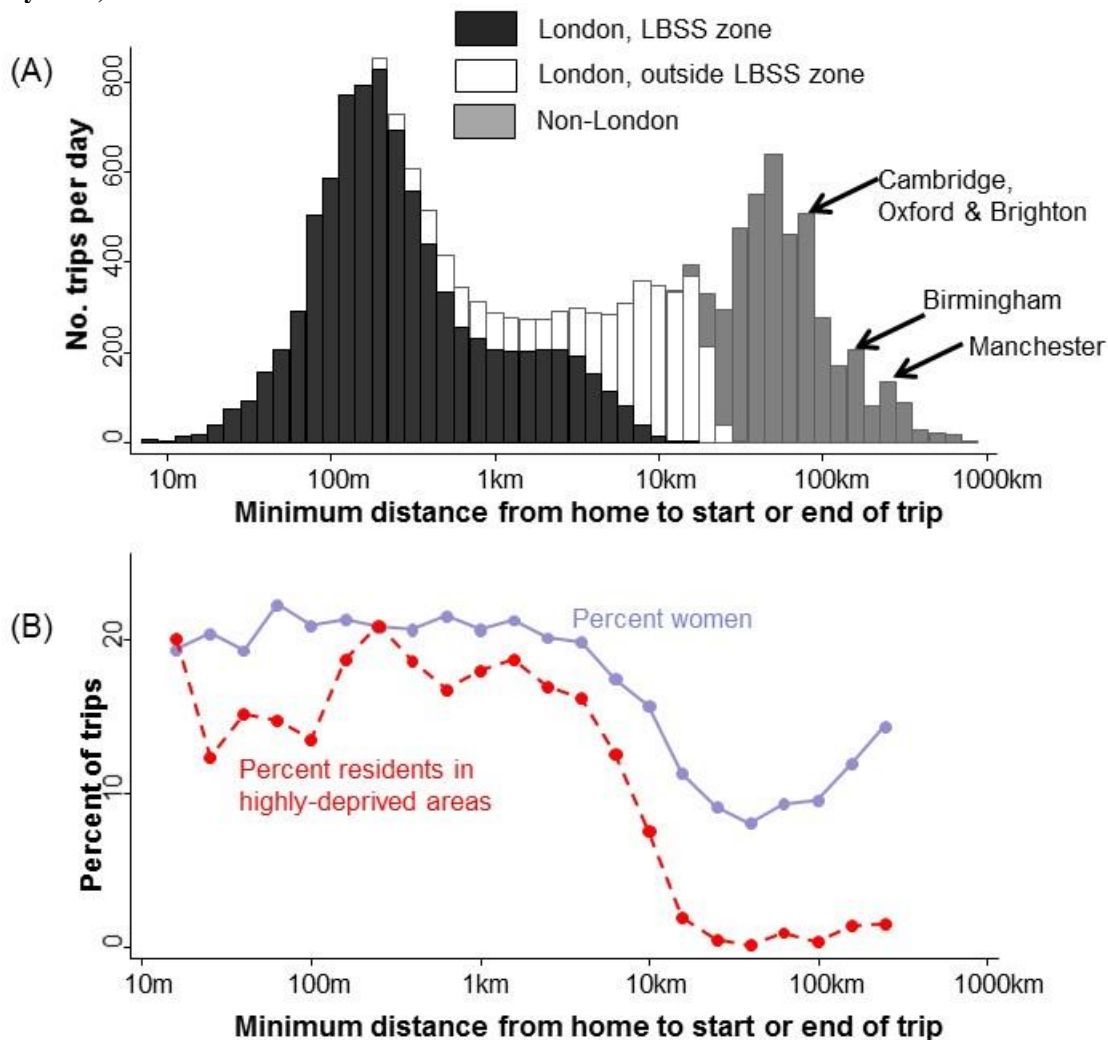 (A)
London, LBSS zone
London, outside LBSS zone
Non-London
No. trips per day
800
600
400
200
0
Cambridge,
Oxford & Brighton
Birmingham
Manchester
10m 100m 1km 10km 100km 1000km
Minimum distance from home to start or end of trip
(B)
Percent of trips
20
10
0
Percent women
Percent residents in
highly-deprived areas
10m 100m 1km 10km 100km 1000km
Minimum distance from home to start or end of trip